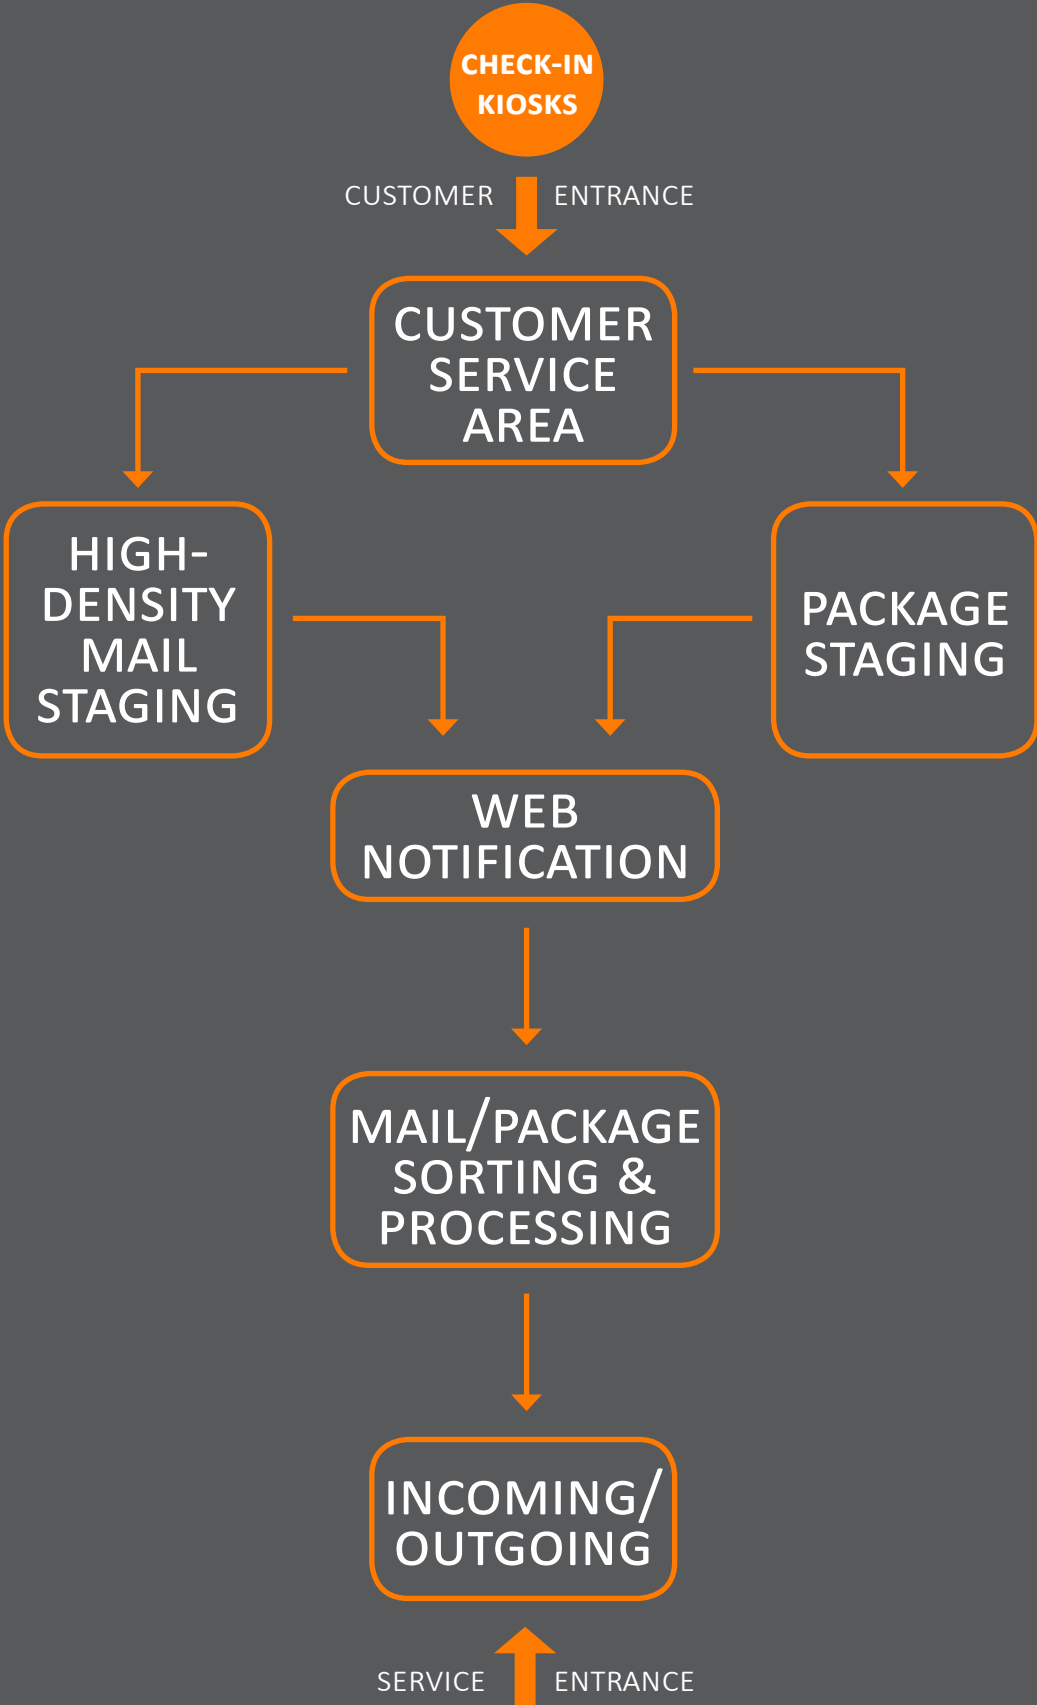 CHECK-IN
KIOSKS
CUSTOMER ENTRANCE
CUSTOMER
SERVICE
AREA
HIGH-
DENSITY
MAIL
STAGING
PACKAGE
STAGING
WEB
NOTIFICATION
MAIL/PACKAGE
SORTING &
PROCESSING
INCOMING/
OUTGOING
SERVICE ENTRANCE